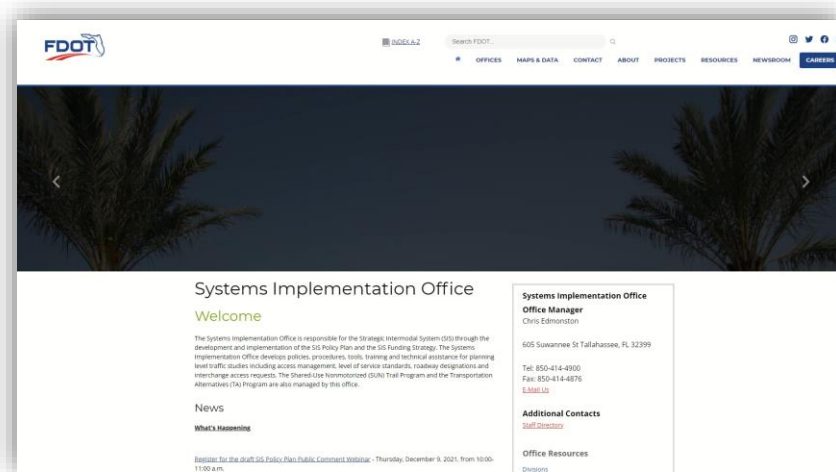 FDOT
INDEX A-Z
Search FDOT...
OFFICES MAPS & DATA CONTACT ABOUT PROJECTS RESOURCES NEWSROOM CAREERS
Systems Implementation Office
Welcome
The Systems Implementation Office is responsible for the Strategic Intermodal System (SIS) through the
development and implementation of the SIS Policy Plan and the SIS Funding Strategy. The Systems
Implementation Office develops policies, procedures, tools, training and technical assistance for planning
level traffic studies including access management, level of service standards, roadway designations and
interchange access requests. The Shared-Use Nonmotorized (SUN) Trail Program and the Transportation
Alternatives (TA) Program are also managed by this office.
News
What's Happening
Register for the draft SIS Policy Plan Public Comment Webinar - Thursday, December 9, 2021, from 10:00-
11:00 a.m.
Systems Implementation Office
Office Manager
Chris Edmonston
605 Suwannee St Tallahassee, FL 32399
Tel: 850-414-4900
Fax: 850-414-4876
E-Mail Us
Additional Contacts
Staff Directory
Office Resources
Divisions